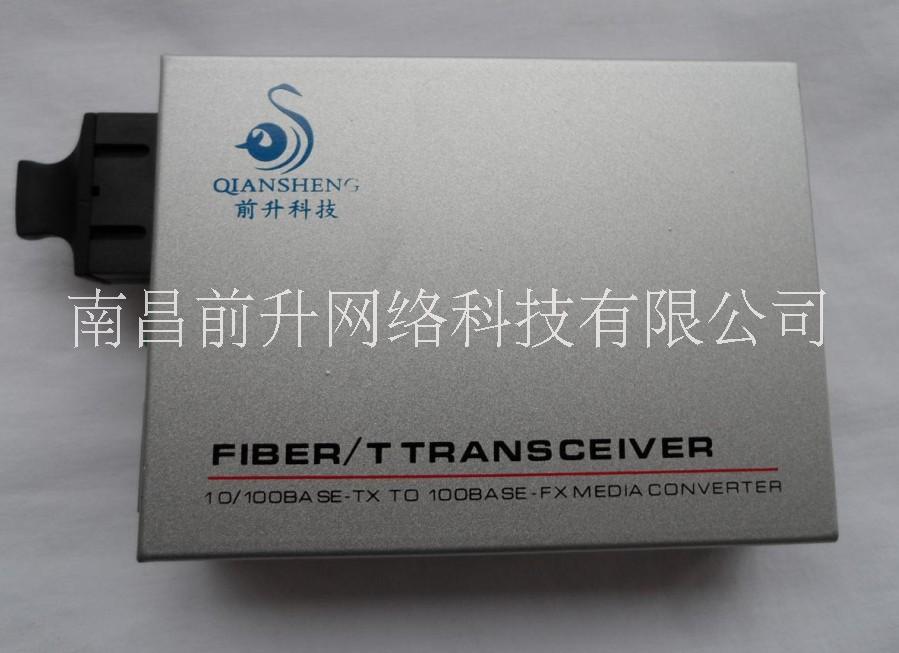 QIANSHENG
前升科技
南昌前升网络科技有限公司
FIBER/T TRANSCEIVER
10/100BASE-TX TO 100BASE-FX MEDIA CONVERTER